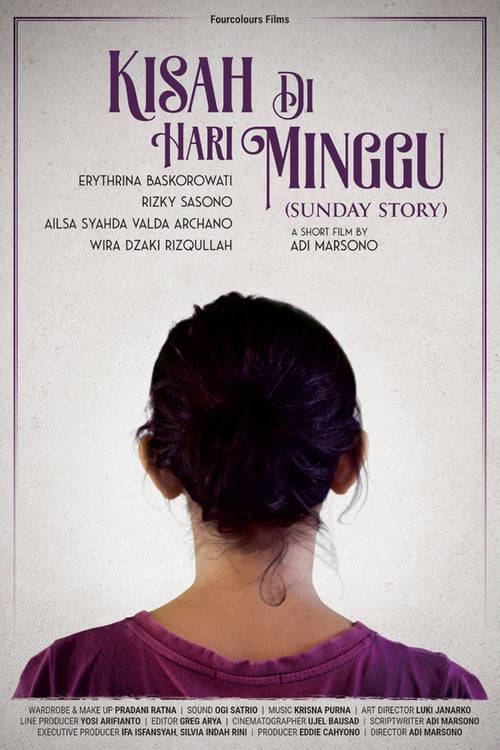 Fourcolours Films
KISAH DI
HARI MINGGU
(SUNDAY STORY)
ERYTHRINA BASKOROWATI
RIZKY SASONO
AILSA SYAHDA VALDA ARCHANO
WIRA DZAKI RIZQULLAH
A SHORT FILM BY
ADI MARSONO
WARDROBE & MAKE UP PRADANI RATNA | SOUND OGI SATRIO | MUSIC KRISNA PURNA | ART DIRECTOR LUKI JANARKO
LINE PRODUCER YOSI ARIFIANTO | EDITOR GREG ARYA | CINEMATOGRAPHER UJEL BAUSAD | SCRIPTWRITER ADI MARSONO
EXECUTIVE PRODUCER IFA ISFANSYAH, SILVIA INDAH RINI | PRODUCER EDDIE CAHYONO | DIRECTOR ADI MARSONO